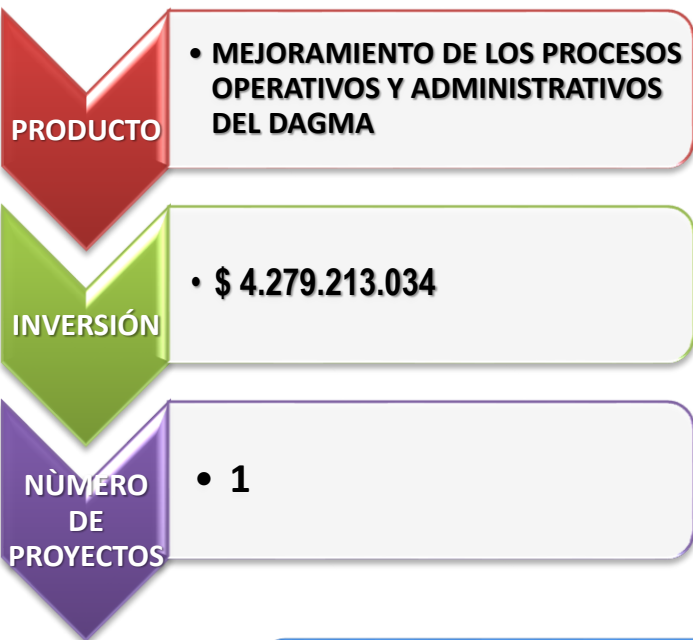 PRODUCTO
• MEJORAMIENTO DE LOS PROCESOS
OPERATIVOS Y ADMINISTRATIVOS
DEL DAGMA
INVERSIÓN
• $ 4.279.213.034
NÙMERO
DE
PROYECTOS
• 1